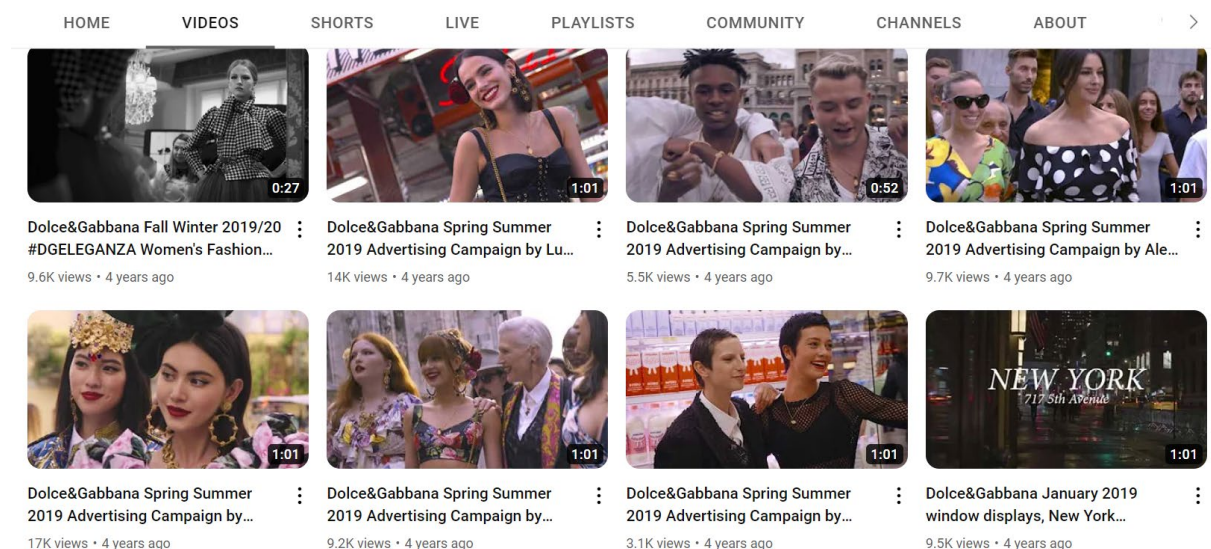 HOME VIDEOS SHORTS LIVE PLAYLISTS COMMUNITY CHANNELS ABOUT
0:27
Dolce&Gabbana Fall Winter 2019/20
#DGELEGANZA Women's Fashion...
9.6K views • 4 years ago
1:01
Dolce&Gabbana Spring Summer
2019 Advertising Campaign by Lu...
14K views • 4 years ago
0:52
Dolce&Gabbana Spring Summer
2019 Advertising Campaign by...
5.5K views • 4 years ago
1:01
Dolce&Gabbana Spring Summer
2019 Advertising Campaign by Ale...
9.7K views • 4 years ago
1:01
Dolce&Gabbana Spring Summer
2019 Advertising Campaign by...
17K views • 4 years ago
1:01
Dolce&Gabbana Spring Summer
2019 Advertising Campaign by...
9.2K views • 4 years ago
1:01
Dolce&Gabbana Spring Summer
2019 Advertising Campaign by...
3.1K views • 4 years ago
NEW YORK
717 5th Avenue
1:01
Dolce&Gabbana January 2019
window displays, New York...
9.5K views • 4 years ago